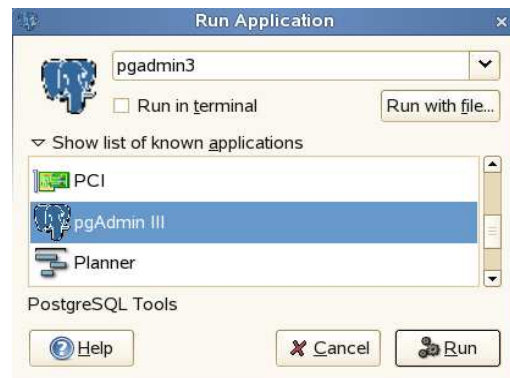 Run Application
pgadmin3
Run in terminal
Run with file...
Show list of known applications
PCI
pgAdmin III
Planner
PostgreSQL Tools
Help
Cancel
Run